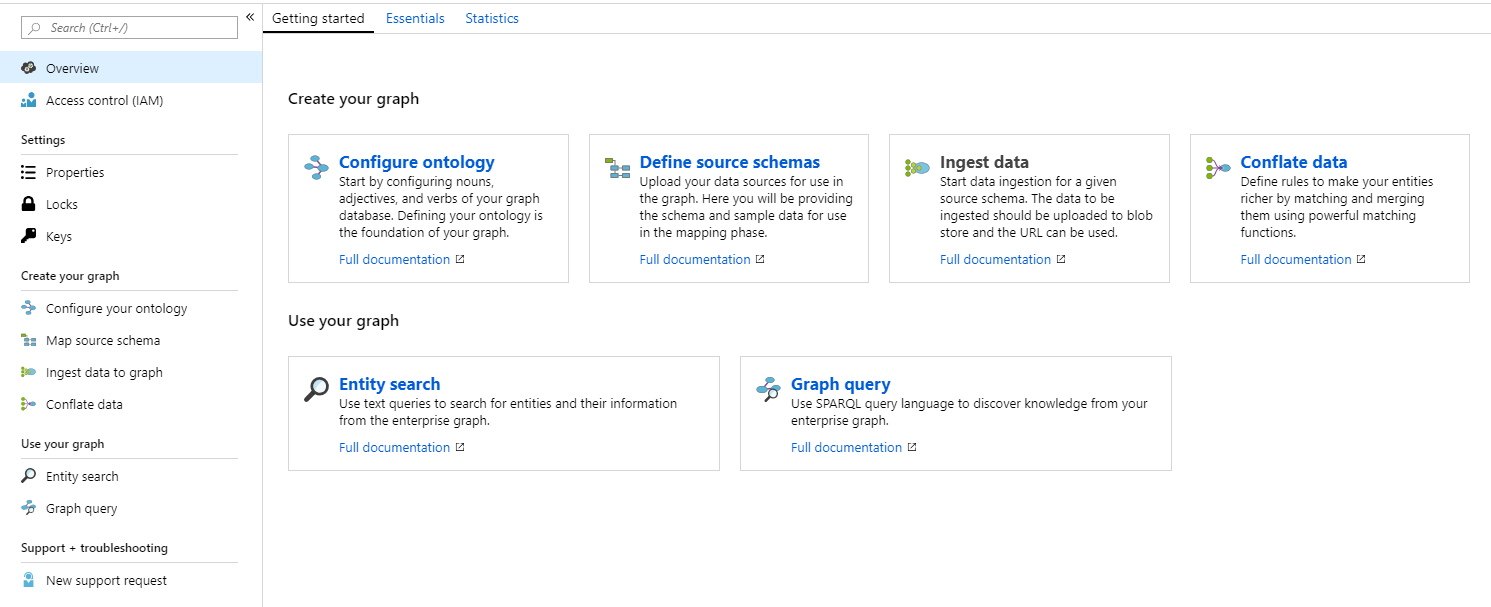 Search (Ctrl+/)
«
Overview
Access control (IAM)
Settings
Properties
Locks
Keys
Create your graph
Configure your ontology
Map source schema
Ingest data to graph
Conflate data
Use your graph
Entity search
Graph query
Support + troubleshooting
New support request
Getting started
Essentials
Statistics
Create your graph
Configure ontology
Start by configuring nouns,
adjectives, and verbs of your graph
database. Defining your ontology is
the foundation of your graph.
Full documentation
Define source schemas
Upload your data sources for use in
the graph. Here you will be providing
the schema and sample data for use
in the mapping phase.
Full documentation
Ingest data
Start data ingestion for a given
source schema. The data to be
ingested should be uploaded to blob
store and the URL can be used.
Full documentation
Conflate data
Define rules to make your entities
richer by matching and merging
them using powerful matching
functions.
Full documentation
Use your graph
Entity search
Use text queries to search for entities and their information
from the enterprise graph.
Full documentation
Graph query
Use SPARQL query language to discover knowledge from your
enterprise graph.
Full documentation